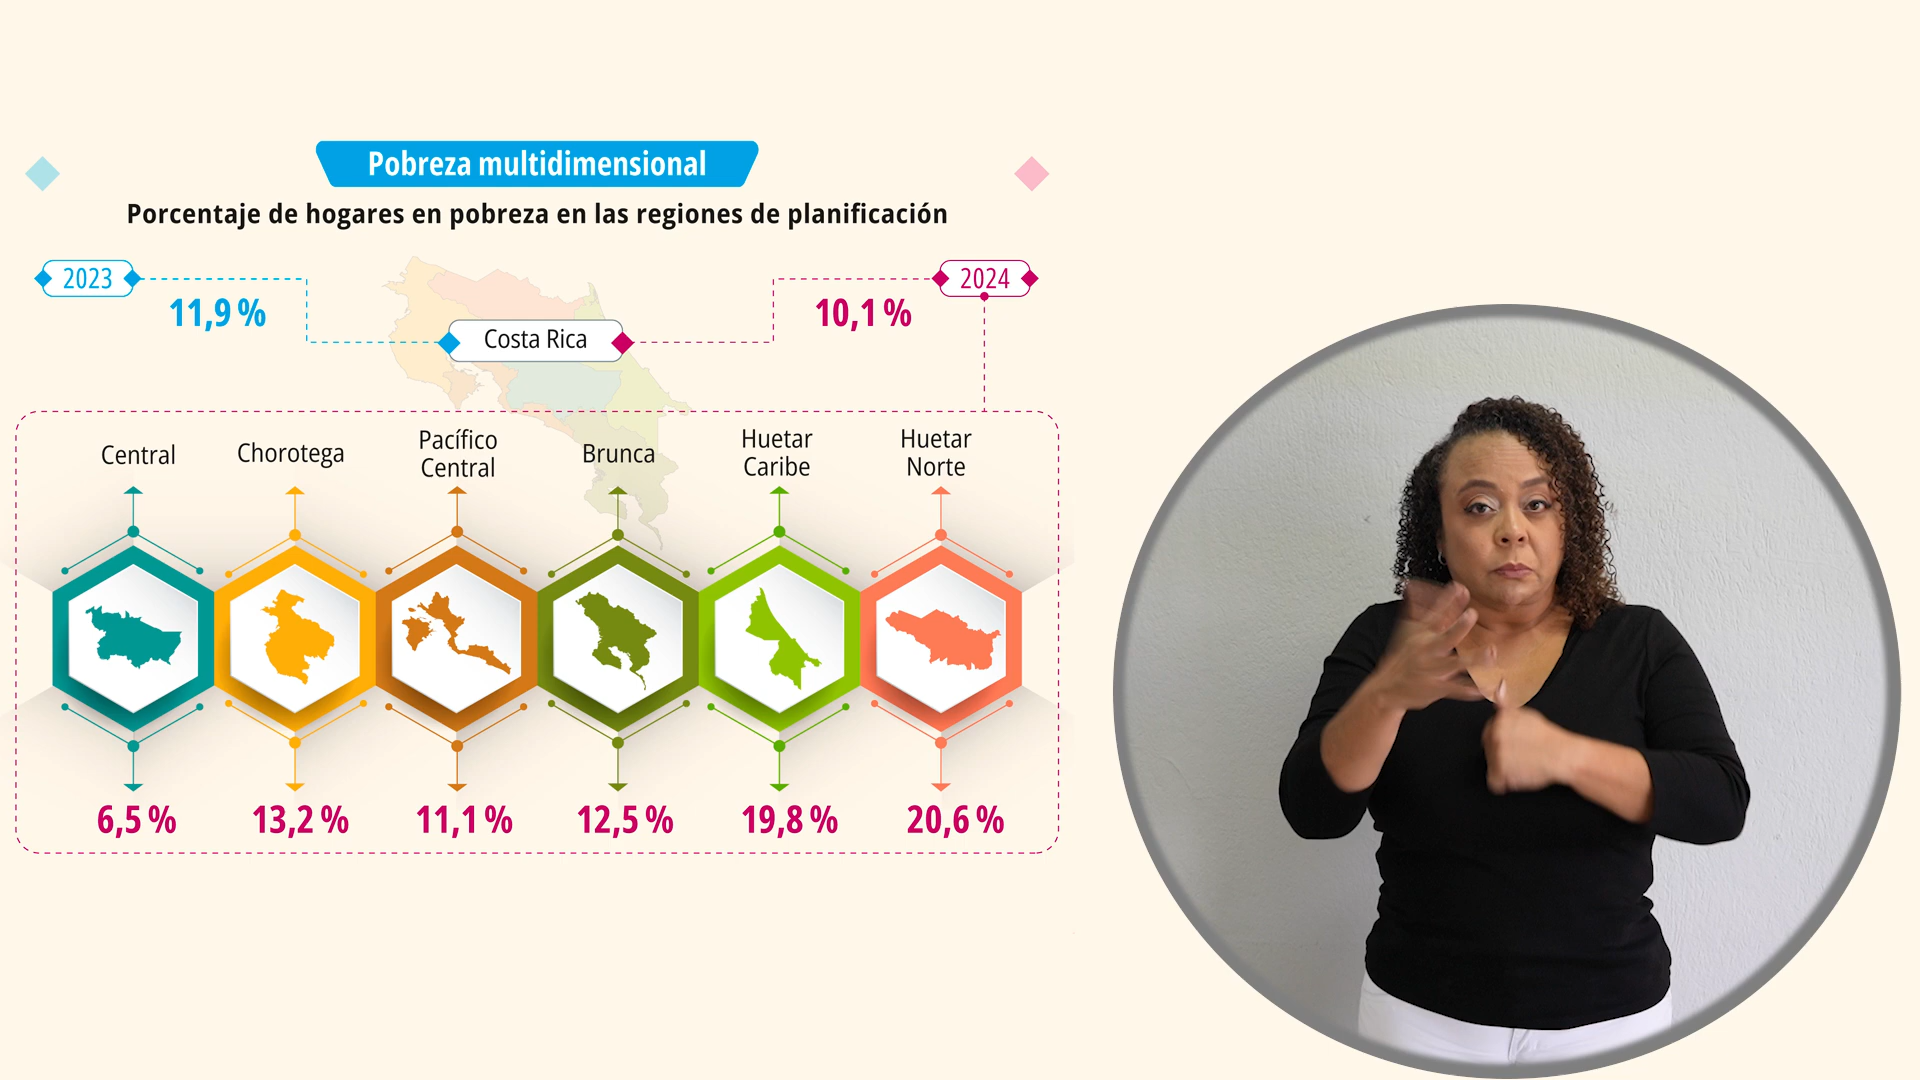 Pobreza multidimensional
Porcentaje de hogares en pobreza en las regiones de planificación
2023
2024
11,9 %
10,1 %
Costa Rica
Central
Chorotega
Pacífico
Central
Brunca
Huetar
Caribe
Huetar
Norte
6,5 %
13,2 %
11,1 %
12,5 %
19,8 %
20,6 %